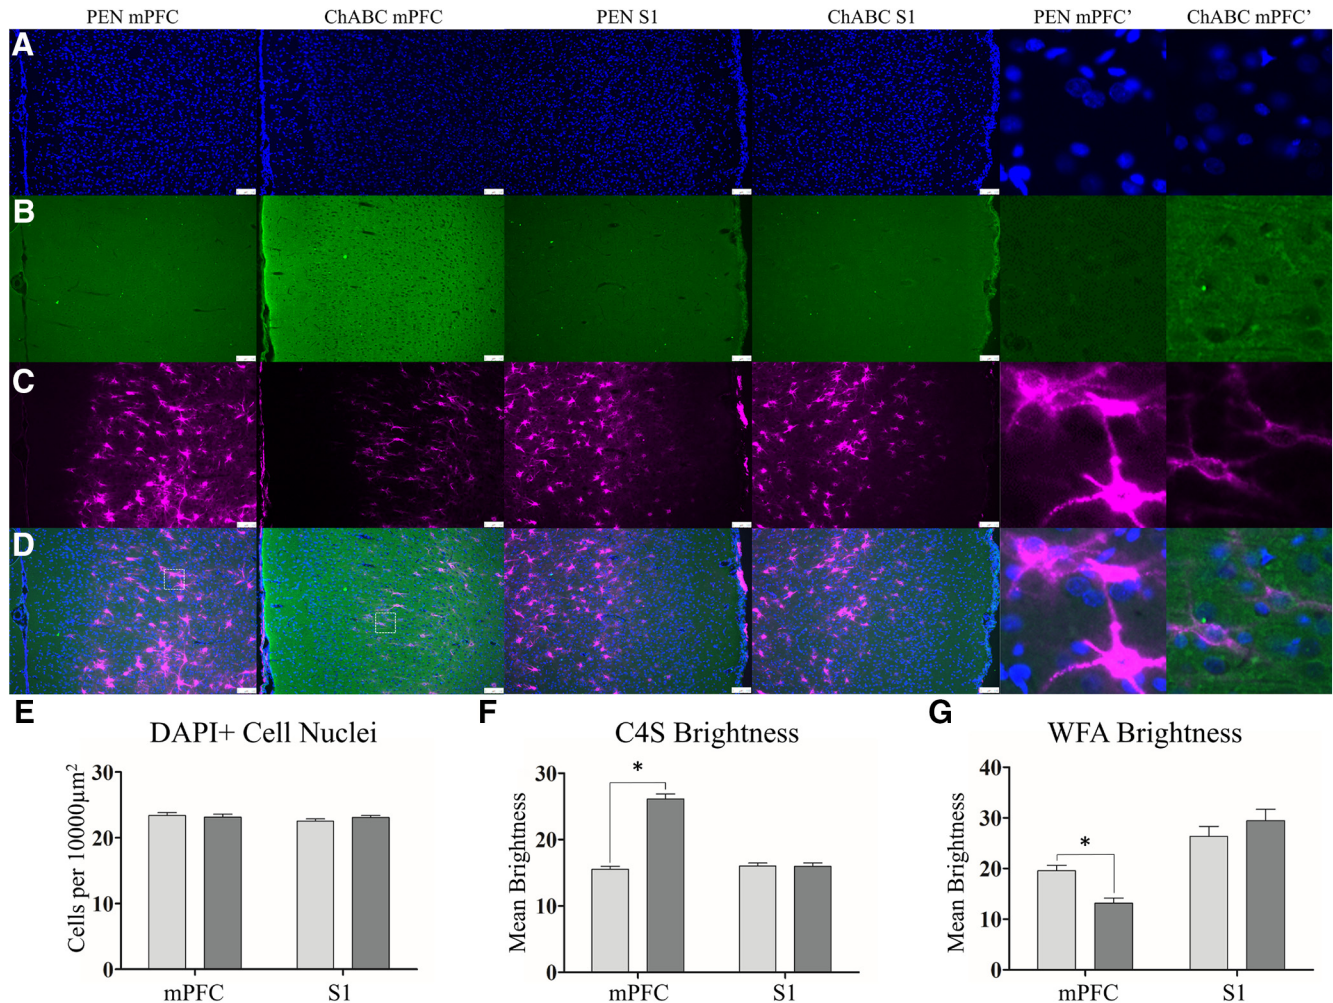 PEN mPFC ChABC mPFC PEN S1 ChABC S1 PEN mPFC’ ChABC mPFC’
A
B
C
D
E F G
DAPI+ Cell Nuclei
Cells per 10000μm²
30
20
10
0
mPFC S1
C4S Brightness
Mean Brightness
30
20
10
0
*
mPFC S1
WFA Brightness
Mean Brightness
40
30
20
10
0
*
mPFC S1